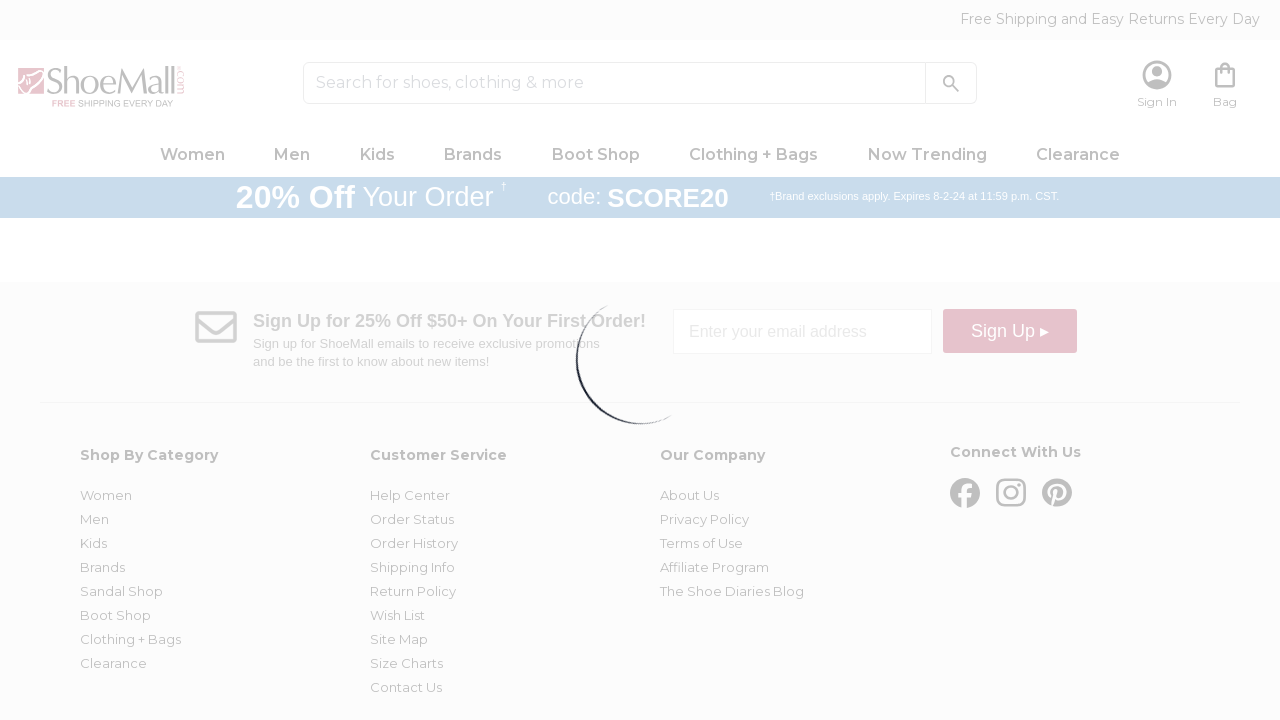 Free Shipping and Easy Returns Every Day
ShoeMall.com
FREE SHIPPING EVERY DAY
Search for shoes, clothing & more
Sign In
Bag
Women Men Kids Brands Boot Shop Clothing + Bags Now Trending Clearance
20% Off Your Order † code: SCORE20 †Brand exclusions apply. Expires 8-2-24 at 11:59 p.m. CST.
Sign Up for 25% Off $50+ On Your First Order!
Sign up for ShoeMall emails to receive exclusive promotions
and be the first to know about new items!
Enter your email address
Sign Up ▸
Shop By Category
Women
Men
Kids
Brands
Sandal Shop
Boot Shop
Clothing + Bags
Clearance
Customer Service
Help Center
Order Status
Order History
Shipping Info
Return Policy
Wish List
Site Map
Size Charts
Contact Us
Our Company
About Us
Privacy Policy
Terms of Use
Affiliate Program
The Shoe Diaries Blog
Connect With Us